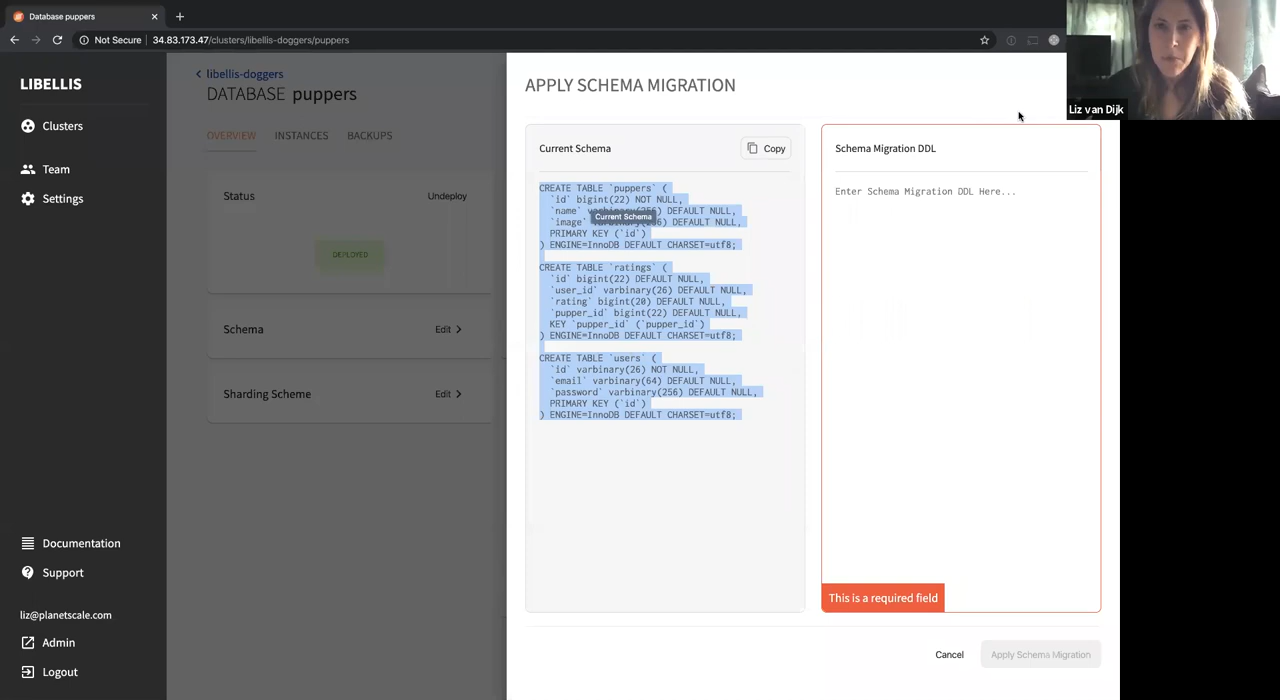 Database puppers
Not Secure
34.83.173.47/clusters/libellis-doggers/puppers
Liz van Dijk
LIBELLIS
Clusters
Team
Settings
Documentation
Support
liz@planetscale.com
Admin
Logout
libellis-doggers
DATABASE puppers
OVERVIEW
INSTANCES
BACKUPS
Status
Undeploy
DEPLOYED
Schema
Edit
Sharding Scheme
Edit
APPLY SCHEMA MIGRATION
Current Schema
Copy
CREATE TABLE `puppers` (
`id` bigint(22) NOT NULL,
`name` varbinary(256) DEFAULT NULL,
Current Schema
`image` varbinary(256) DEFAULT NULL,
PRIMARY KEY (`id`)
) ENGINE=InnoDB DEFAULT CHARSET=utf8;
CREATE TABLE `ratings` (
`id` bigint(22) DEFAULT NULL,
`user_id` varbinary(26) DEFAULT NULL,
`rating` bigint(20) DEFAULT NULL,
`pupper_id` bigint(22) DEFAULT NULL,
KEY `pupper_id` (`pupper_id`)
) ENGINE=InnoDB DEFAULT CHARSET=utf8;
CREATE TABLE `users` (
`id` varbinary(26) NOT NULL,
`email` varbinary(64) DEFAULT NULL,
`password` varbinary(256) DEFAULT NULL,
PRIMARY KEY (`id`)
) ENGINE=InnoDB DEFAULT CHARSET=utf8;
Schema Migration DDL
Enter Schema Migration DDL Here...
This is a required field
Cancel
Apply Schema Migration